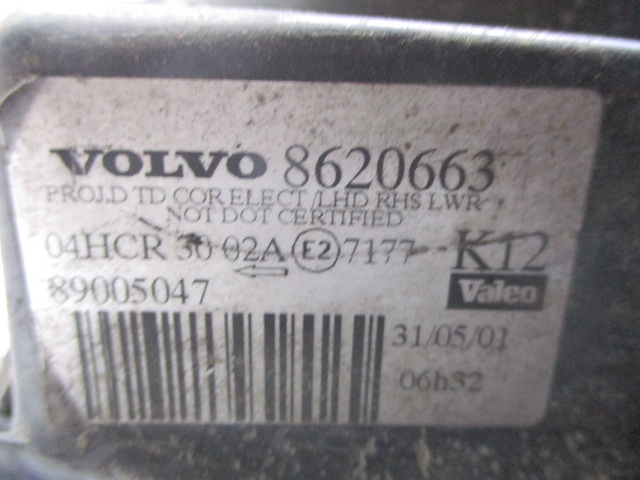 VOLVO 8620663
PROJ.D TD COR ELECT /LHD RHS LWR
NOT DOT CERTIFIED
04HCR 30 02A E2 7177 K12
89005047 Valeo
31/05/01
06h32